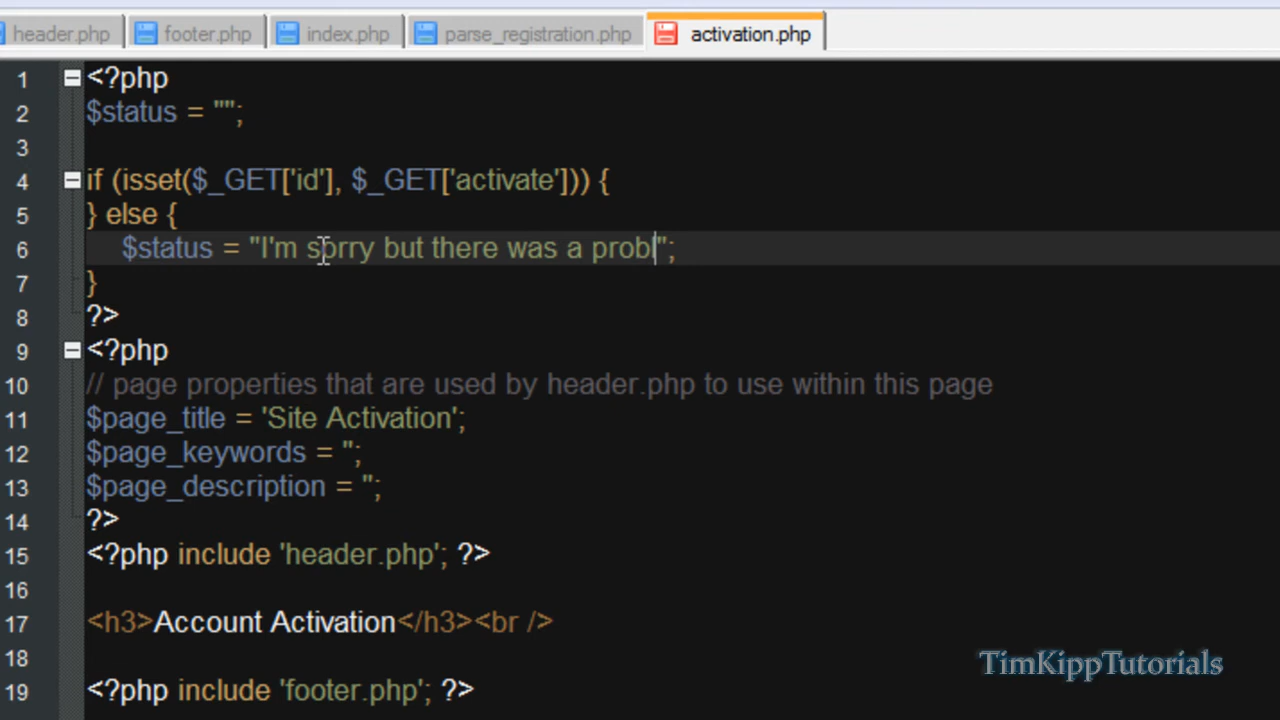 header.php footer.php index.php parse_registration.php activation.php
1 <?php
2 $status = "";
3
4 if (isset($_GET['id'], $_GET['activate'])) {
5 } else {
6 $status = "I'm sorry but there was a probl";
7 }
8 ?>
9 <?php
10 // page properties that are used by header.php to use within this page
11 $page_title = 'Site Activation';
12 $page_keywords = '';
13 $page_description = '';
14 ?>
15 <?php include 'header.php'; ?>
16
17 <h3>Account Activation</h3><br />
18
19 <?php include 'footer.php'; ?>
TimKippTutorials